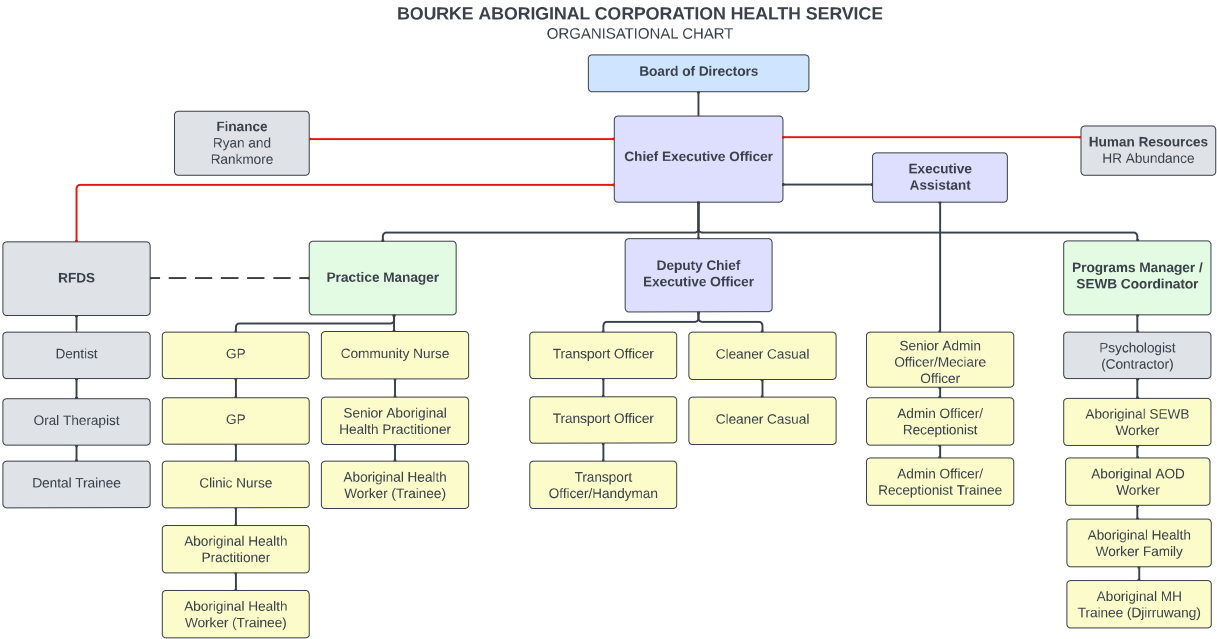 BOURKE ABORIGINAL CORPORATION HEALTH SERVICE
ORGANISATIONAL CHART
Board of Directors
Finance
Ryan and
Rankmore
Chief Executive Officer
Human Resources
HR Abundance
Executive
Assistant
RFDS
Practice Manager
Deputy Chief
Executive Officer
Programs Manager /
SEWB Coordinator
Dentist
Oral Therapist
Dental Trainee
GP
GP
Clinic Nurse
Aboriginal Health
Practitioner
Aboriginal Health
Worker (Trainee)
Community Nurse
Senior Aboriginal
Health Practitioner
Aboriginal Health
Worker (Trainee)
Transport Officer
Transport Officer
Transport
Officer/Handyman
Cleaner Casual
Cleaner Casual
Senior Admin
Officer/Meciare
Officer
Admin Officer/
Receptionist
Admin Officer/
Receptionist Trainee
Psychologist
(Contractor)
Aboriginal SEWB
Worker
Aboriginal AOD
Worker
Aboriginal Health
Worker Family
Aboriginal MH
Trainee (Djirruwang)